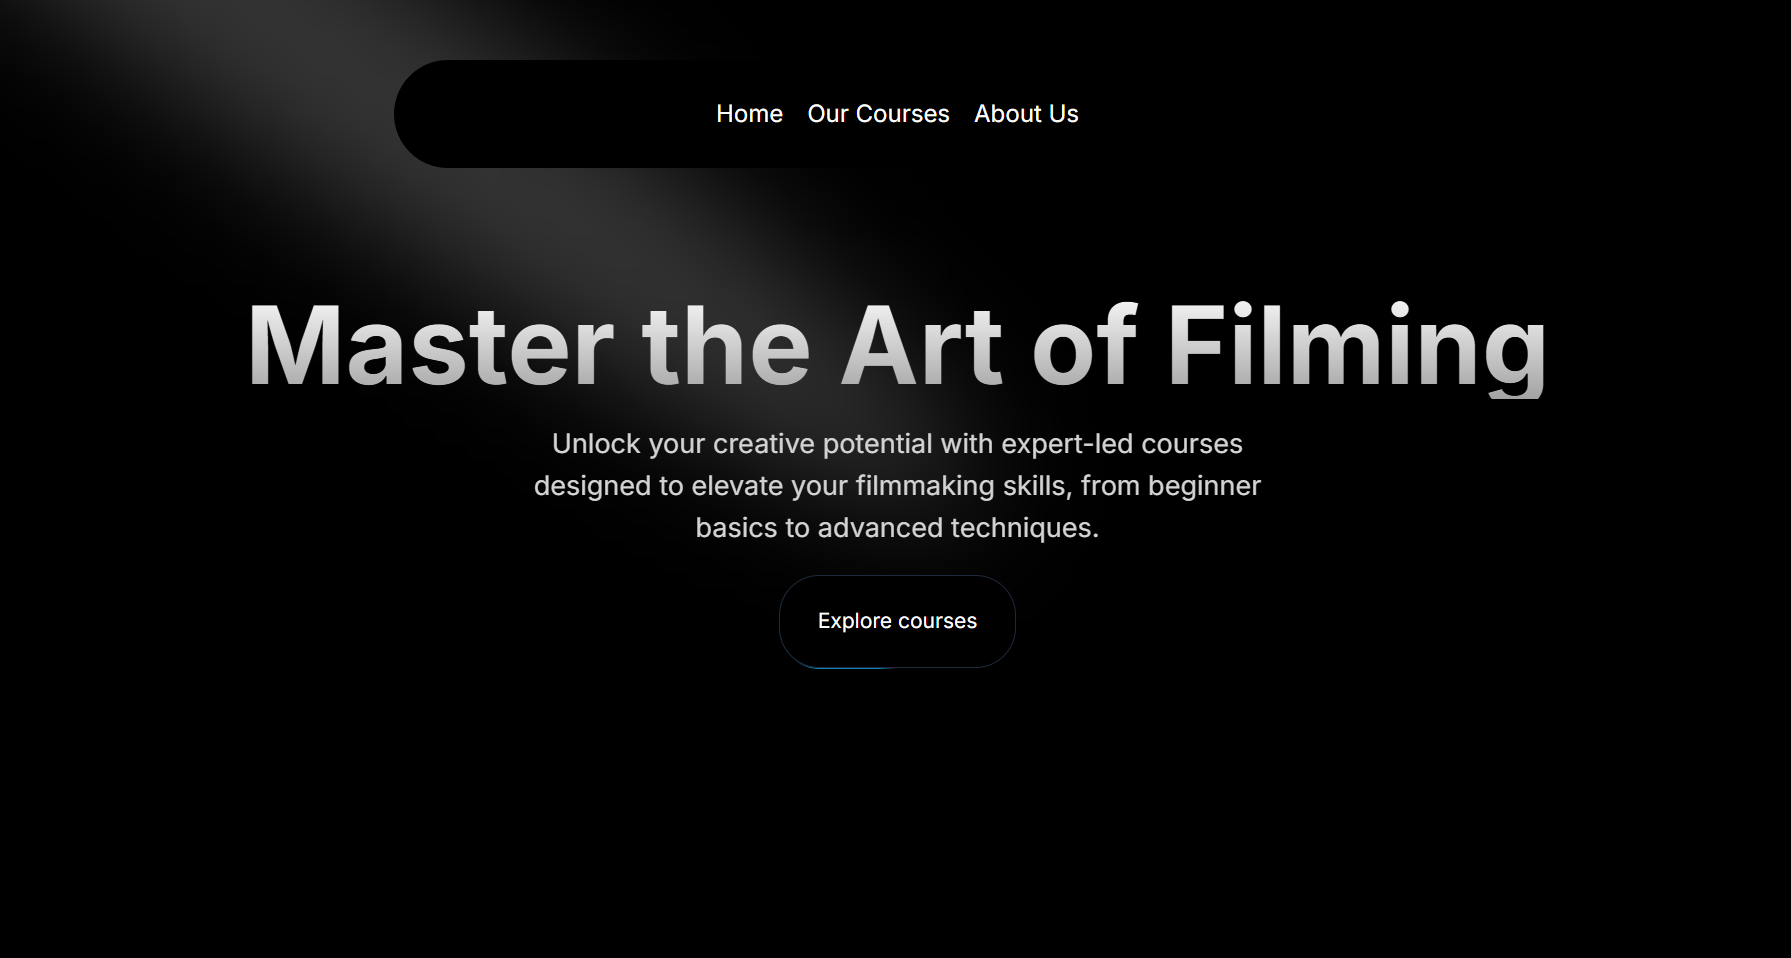 Home Our Courses About Us
Master the Art of Filming
Unlock your creative potential with expert-led courses
designed to elevate your filmmaking skills, from beginner
basics to advanced techniques.
Explore courses